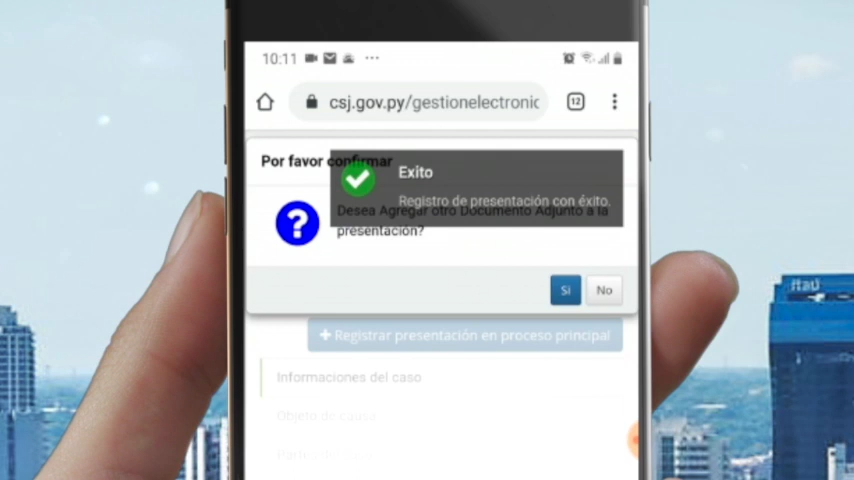 10:11
csj.gov.py/gestionelectronic
12
Por favor confirmar
Exito
Registro de presentación con éxito.
Desea Agregar otro Documento Adjunto a la
presentación?
Si
No
+ Registrar presentación en proceso principal
Informaciones del caso
Objeto de causa
Itaú